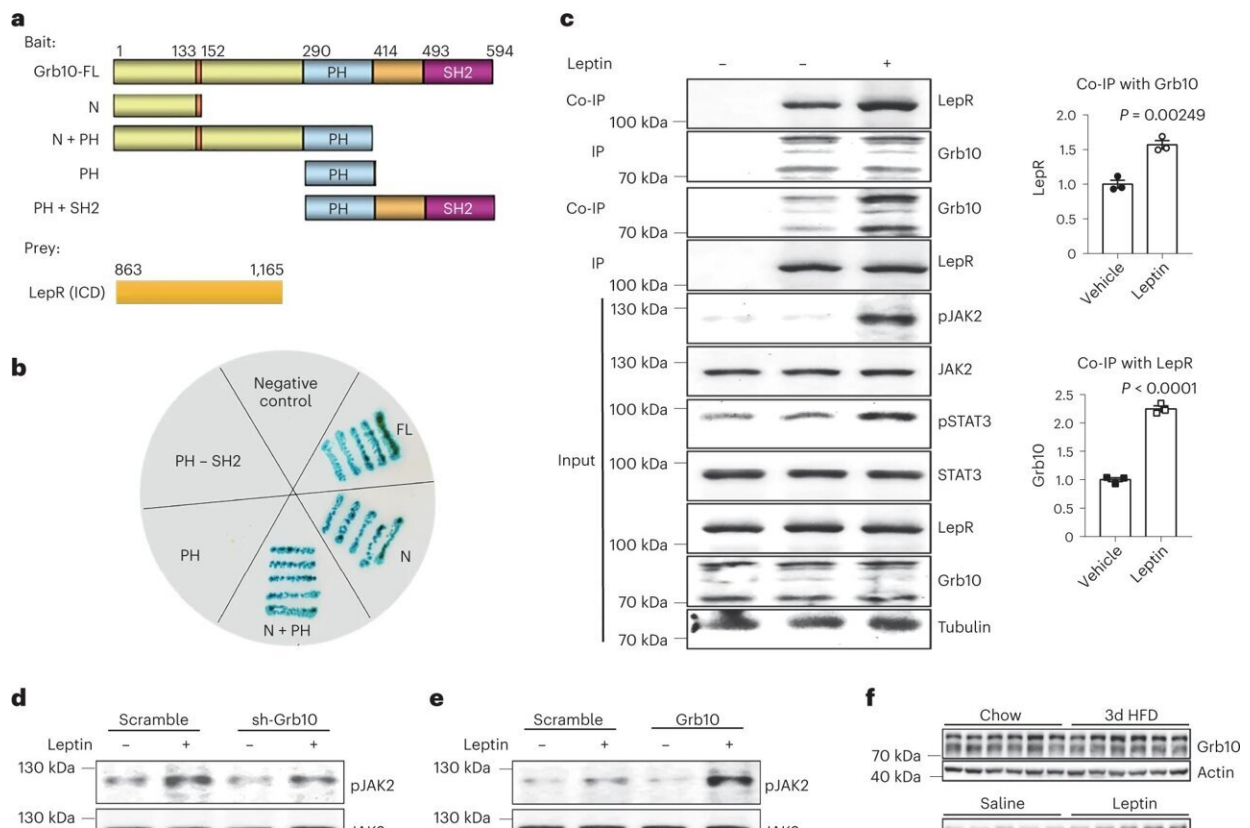 a
Bait:
1 133 152 290 414 493 594
Grb10-FL PH SH2
N
N + PH PH
PH PH
PH + SH2 PH SH2
Prey:
863 1,165
LepR (ICD)
b
Negative control
FL
PH – SH2
PH
N
N + PH
c
Leptin – – +
Co-IP LepR
100 kDa
IP Grb10
70 kDa
Co-IP Grb10
70 kDa
IP LepR
100 kDa
Input
130 kDa pJAK2
130 kDa JAK2
100 kDa pSTAT3
100 kDa STAT3
LepR
100 kDa
Grb10
70 kDa
Tubulin
70 kDa
Co-IP with Grb10
P = 0.00249
2.0
1.5
1.0
0.5
0
LepR
Vehicle
Leptin
Co-IP with LepR
P < 0.0001
2.5
2.0
1.5
1.0
0.5
0
Grb10
Vehicle
Leptin
d
Scramble sh-Grb10
Leptin – + – +
130 kDa
pJAK2
130 kDa
e
Scramble Grb10
Leptin – + – +
130 kDa
pJAK2
130 kDa
f
Chow 3d HFD
Grb10
70 kDa
40 kDa Actin
Saline Leptin